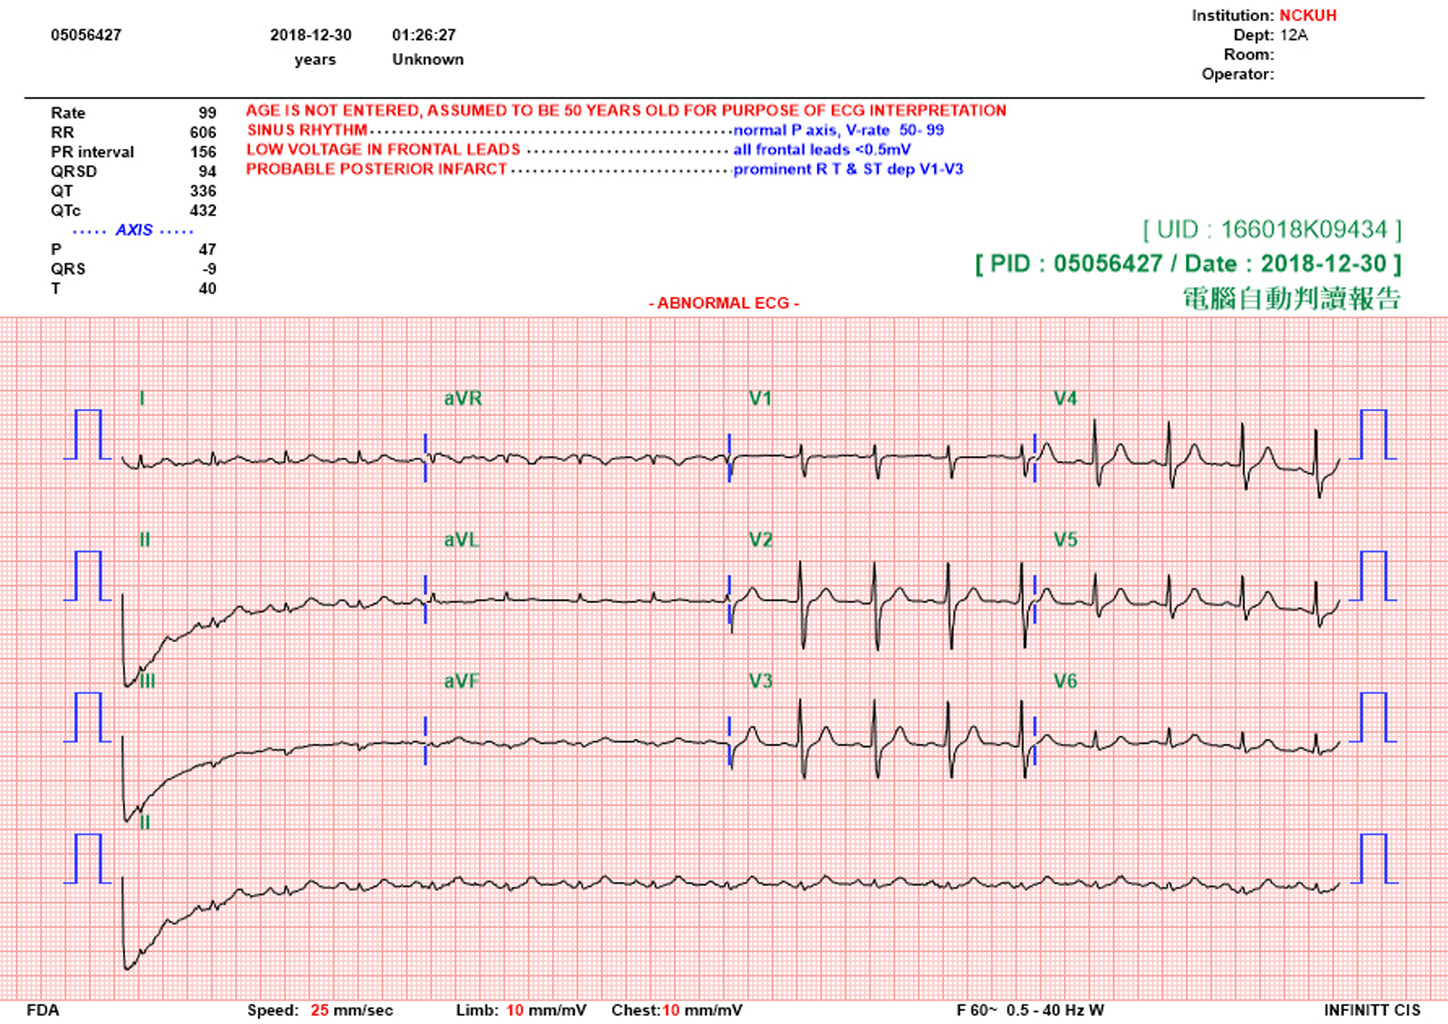 Institution: NCKUH
05056427 2018-12-30 01:26:27 Dept: 12A
years Unknown Room:
Operator:
Rate 99 AGE IS NOT ENTERED, ASSUMED TO BE 50 YEARS OLD FOR PURPOSE OF ECG INTERPRETATION
RR 606 SINUS RHYTHM normal P axis, V-rate 50- 99
PR interval 156 LOW VOLTAGE IN FRONTAL LEADS all frontal leads <0.5mV
QRSD 94 PROBABLE POSTERIOR INFARCT prominent R T & ST dep V1-V3
QT 336
QTc 432
AXIS
P 47
QRS -9
T 40
[ UID : 166018K09434 ]
[ PID : 05056427 / Date : 2018-12-30 ]
電腦自動判讀報告
- ABNORMAL ECG -
I aVR V1 V4
II aVL V2 V5
III aVF V3 V6
II
FDA Speed: 25 mm/sec Limb: 10 mm/mV Chest:10 mm/mV F 60~ 0.5 - 40 Hz W INFINITT CIS